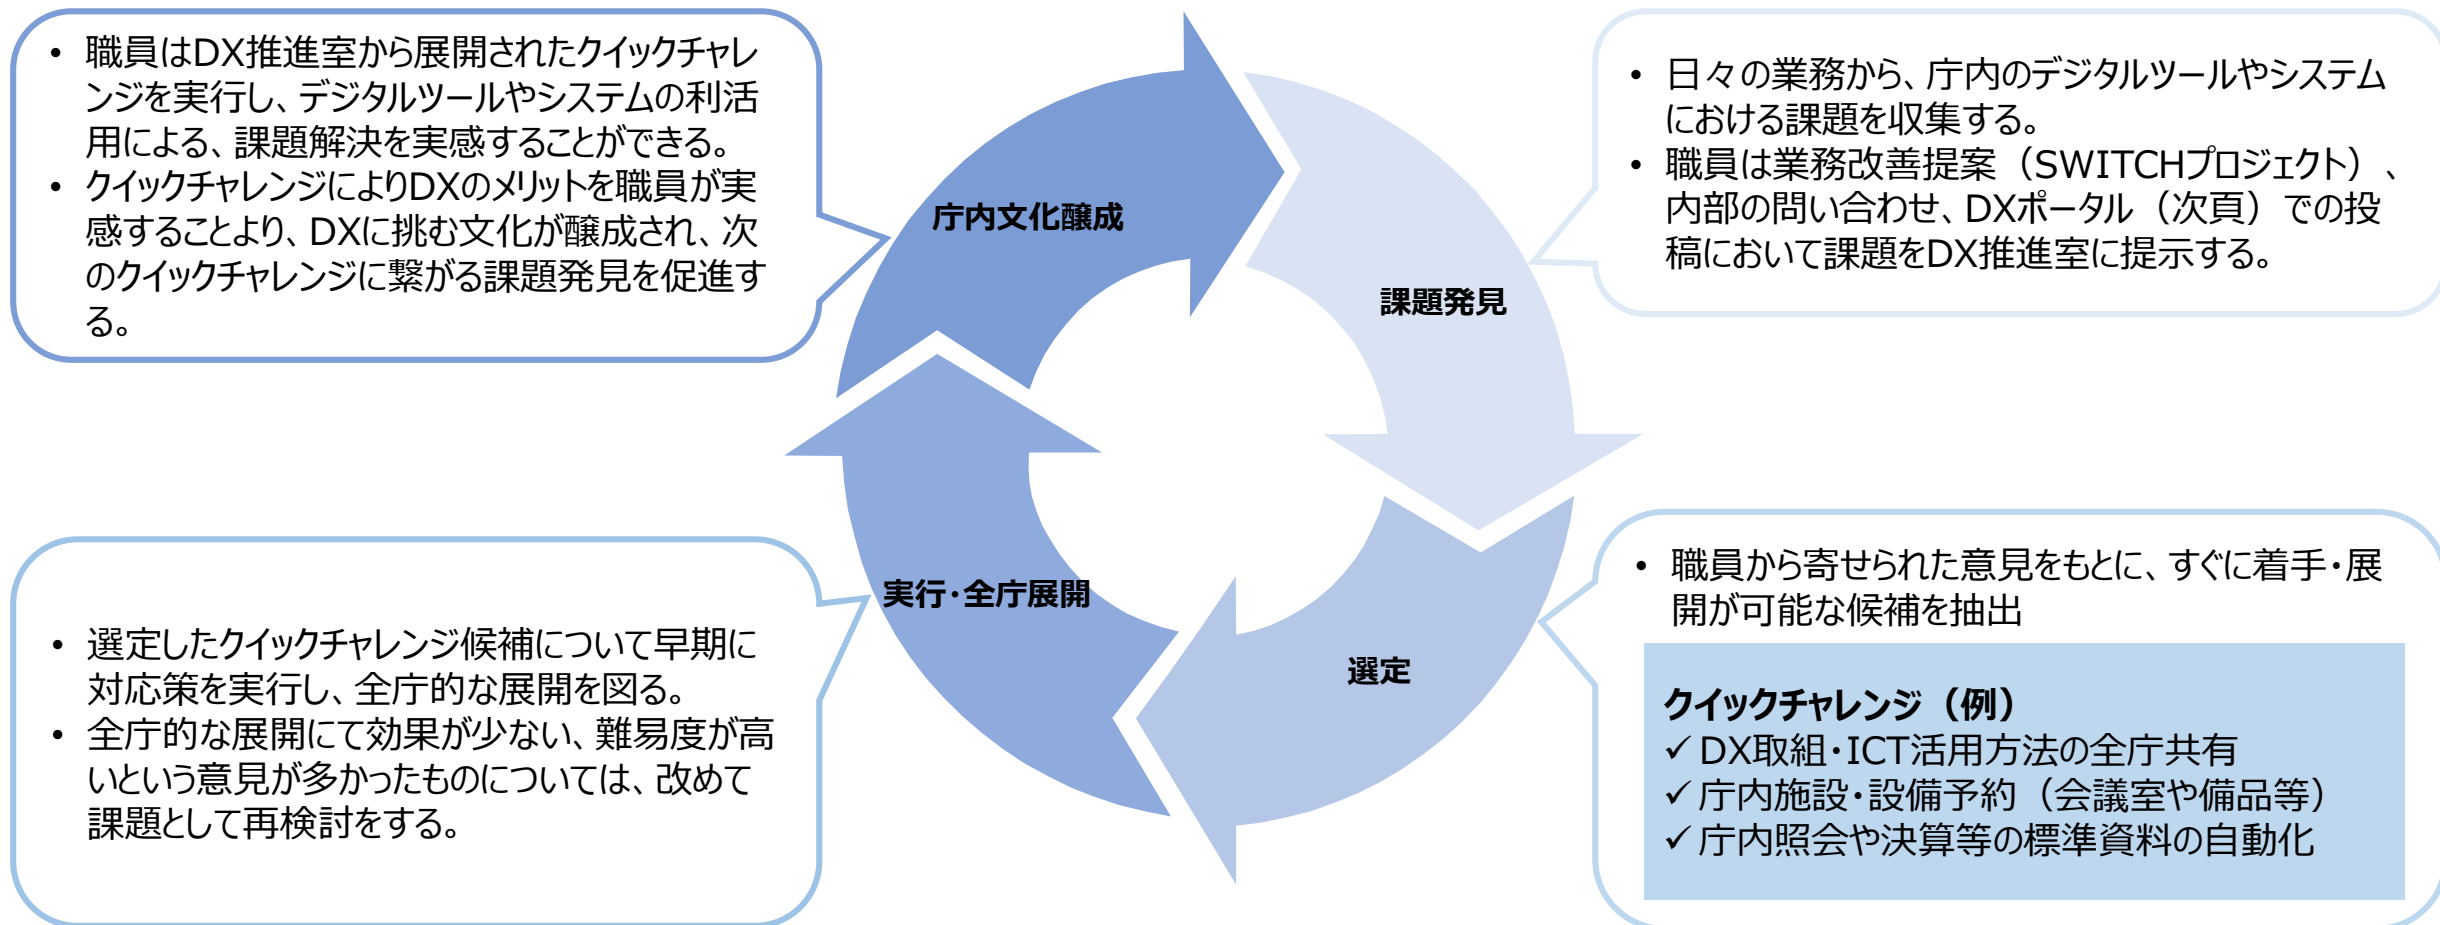 • 職員はDX推進室から展開されたクイックチャレ
ンジを実行し、デジタルツールやシステムの利活
用による、課題解決を実感することができる。
• クイックチャレンジによりDXのメリットを職員が実
感することより、DXに挑む文化が醸成され、次
のクイックチャレンジに繋がる課題発見を促進す
る。
• 日々の業務から、庁内のデジタルツールやシステム
における課題を収集する。
• 職員は業務改善提案（SWITCHプロジェクト）、
内部の問い合わせ、DXポータル（次頁）での投
稿において課題をDX推進室に提示する。
庁内文化醸成
課題発見
実行・全庁展開
選定
• 選定したクイックチャレンジ候補について早期に
対応策を実行し、全庁的な展開を図る。
• 全庁的な展開にて効果が少ない、難易度が高
いという意見が多かったものについては、改めて
課題として再検討をする。
• 職員から寄せられた意見をもとに、すぐに着手・展
開が可能な候補を抽出
クイックチャレンジ（例）
✓ DX取組・ICT活用方法の全庁共有
✓ 庁内施設・設備予約（会議室や備品等）
✓ 庁内照会や決算等の標準資料の自動化